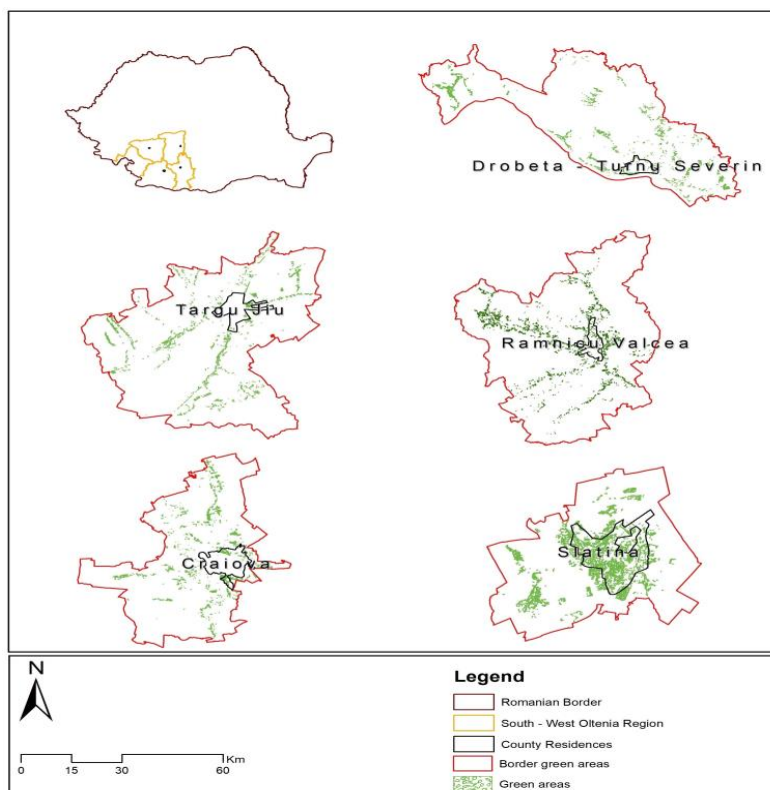 Drobeta - Turnu Severin
Targu Jiu
Ramnicu Valcea
Craiova
Slatina
N
Km
0 15 30 60
Legend
Romanian Border
South - West Oltenia Region
County Residences
Border green areas
Green areas